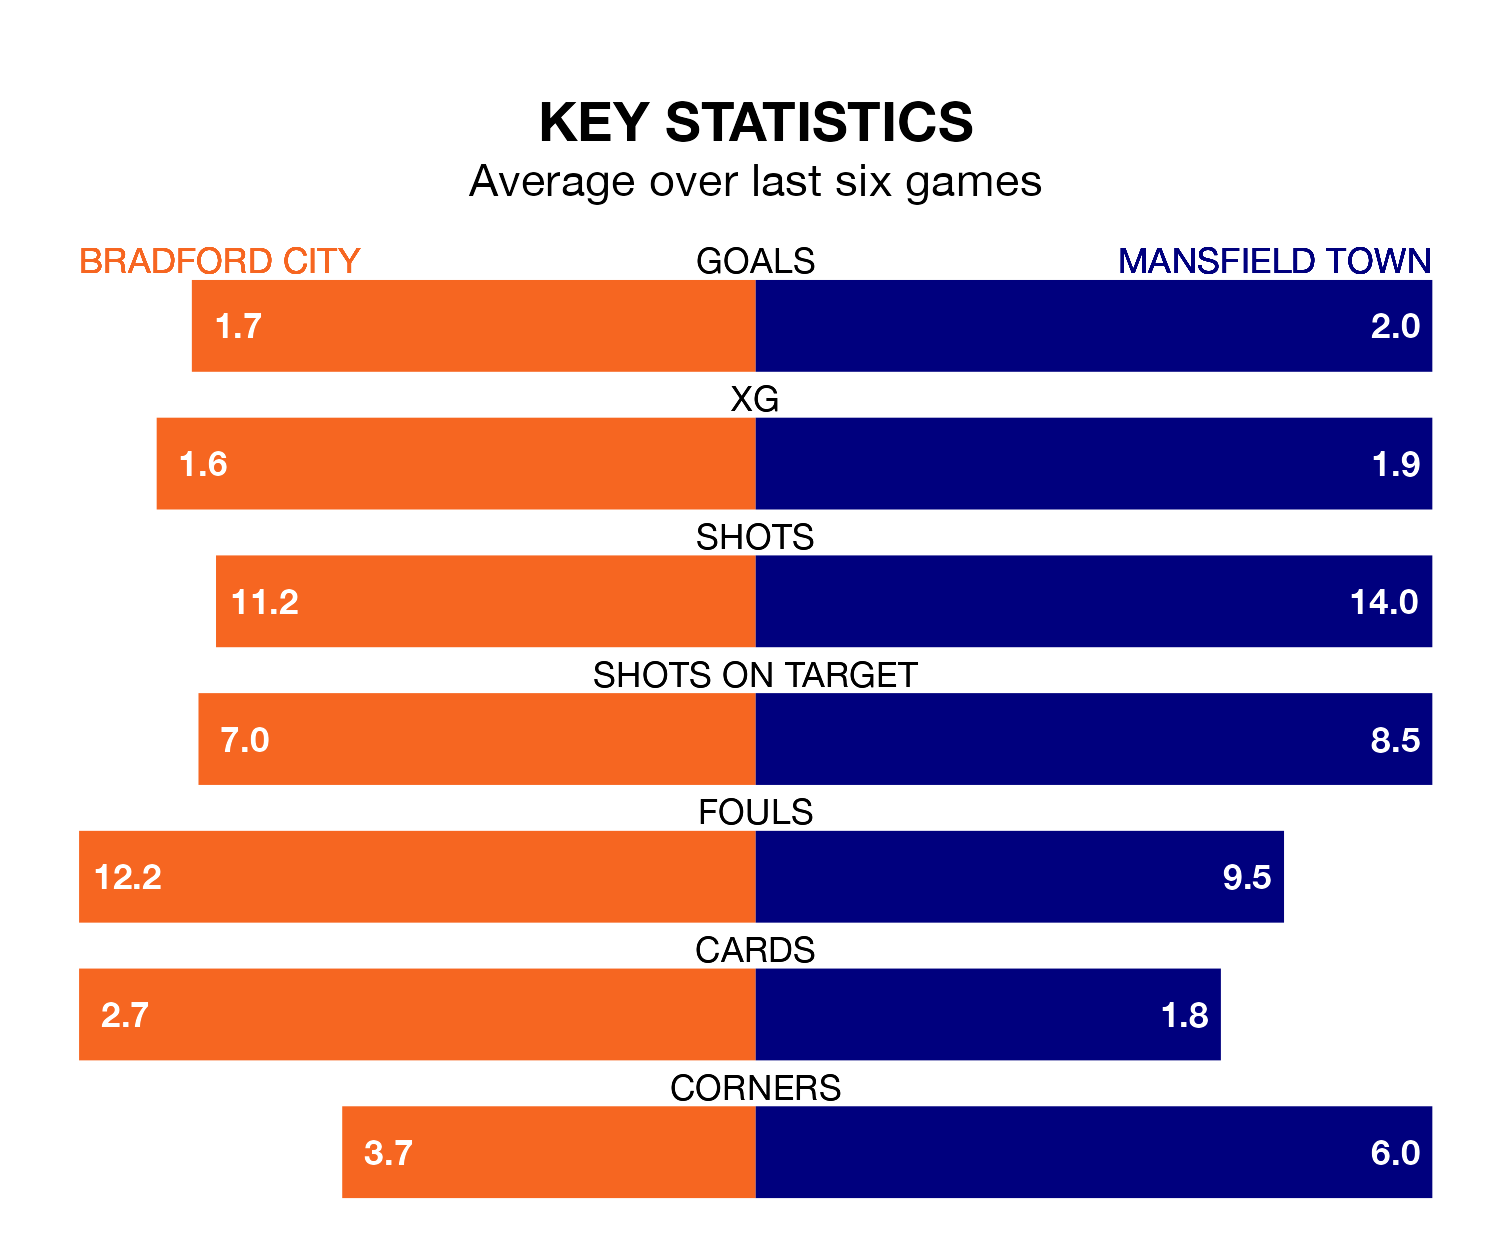 KEY STATISTICS
Average over last six games
BRADFORD CITY GOALS MANSFIELD TOWN
1.7 2.0
XG
1.6 1.9
SHOTS
11.2 14.0
SHOTS ON TARGET
7.0 8.5
FOULS
12.2 9.5
CARDS
2.7 1.8
CORNERS
3.7 6.0